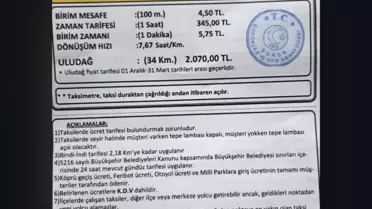 BİRİM MESAFE :(100 m.) 4,50 TL.
ZAMAN TARİFESİ :(1 Saat) 345,00 TL.
BİRİM ZAMANI :(1 Dakika) 5,75 TL.
DÖNÜŞÜM HIZI : 7,67 Saat/Km.
ULUDAĞ : (34 Km.) 2.070,00 TL.
* Uludağ fiyat tarifesi 01 Aralık-31 Mart tarihleri arası geçerlidir.
T.C
BURSA
* * Taksimetre, taksi duraktan çağrıldığı andan itibaren açılır.
AÇIKLAMALAR:
1)Taksilerde ücret tarifesi bulundurmak zorunludur.
2)Taksilerde seyir halinde müşteri varken tepe lambası kapalı, müşteri yokken tepe lambası
açık olacaktır.
3)Bindi-İndi tarifesi 2,18 Km'ye kadar uygulanır
4)5216 sayılı Büyükşehir Belediyeleri Kanunu kapsamında Büyükşehir Belediyesi sınırları içe-
risinde 24 saat mevcut gündüz tarifesi uygulanır.
5)Köprü geçiş ücreti, Feribot ücreti, Otoyol ücreti ve Milli Parklara giriş ücretinin tamamı müş-
teriler tarafından ödenir.
6)Belirlenen ücretlere K.D.V dahildir.
7)İlçelerde çalışan taksiler, diğer ilçe veya merkeze yolcu getirebilir ancak, geldikleri noktadan